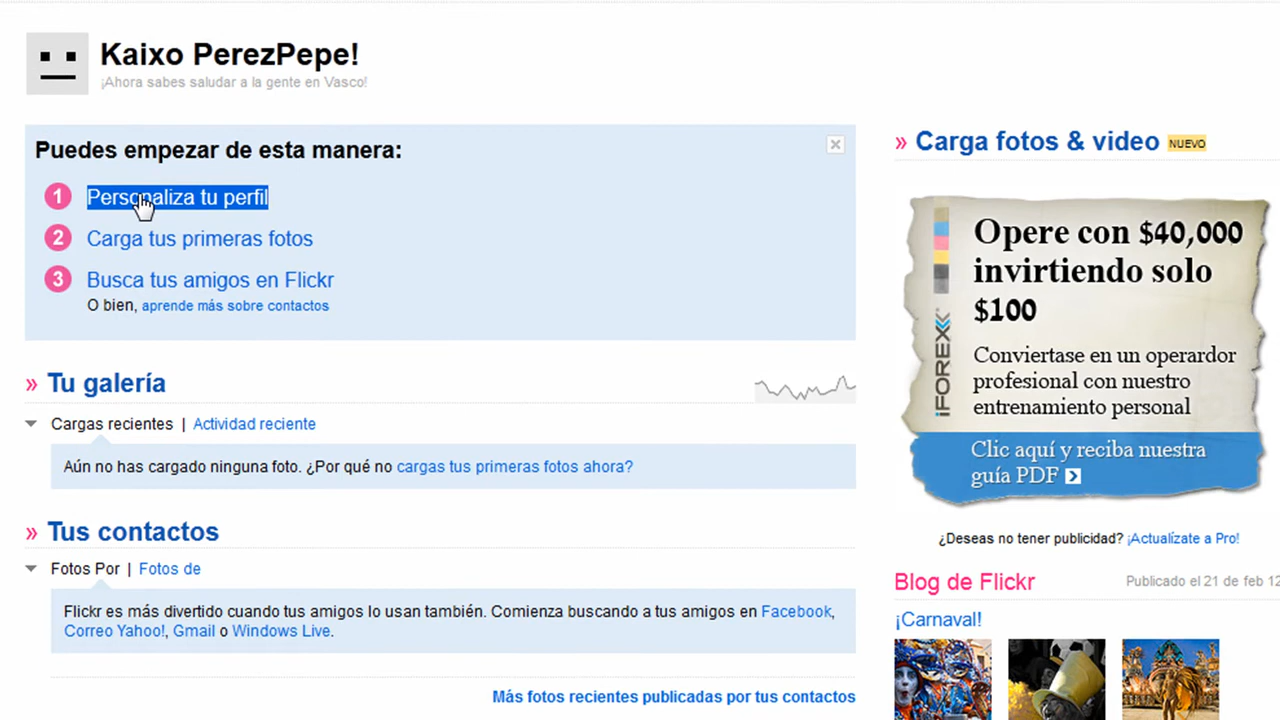 Kaixo PerezPepe!
¡Ahora sabes saludar a la gente en Vasco!
Puedes empezar de esta manera:
1 Personaliza tu perfil
2 Carga tus primeras fotos
3 Busca tus amigos en Flickr
O bien, aprende más sobre contactos
» Tu galería
Cargas recientes | Actividad reciente
Aún no has cargado ninguna foto. ¿Por qué no cargas tus primeras fotos ahora?
» Tus contactos
Fotos Por | Fotos de
Flickr es más divertido cuando tus amigos lo usan también. Comienza buscando a tus amigos en Facebook,
Correo Yahoo!, Gmail o Windows Live.
Más fotos recientes publicadas por tus contactos
» Carga fotos & video NUEVO
Opere con $40,000
invirtiendo solo
$100
iFOREX
Conviertase en un operardor
profesional con nuestro
entrenamiento personal
Clic aquí y reciba nuestra
guía PDF
¿Deseas no tener publicidad? ¡Actualízate a Pro!
Blog de Flickr
Publicado el 21 de feb 12
¡Carnaval!